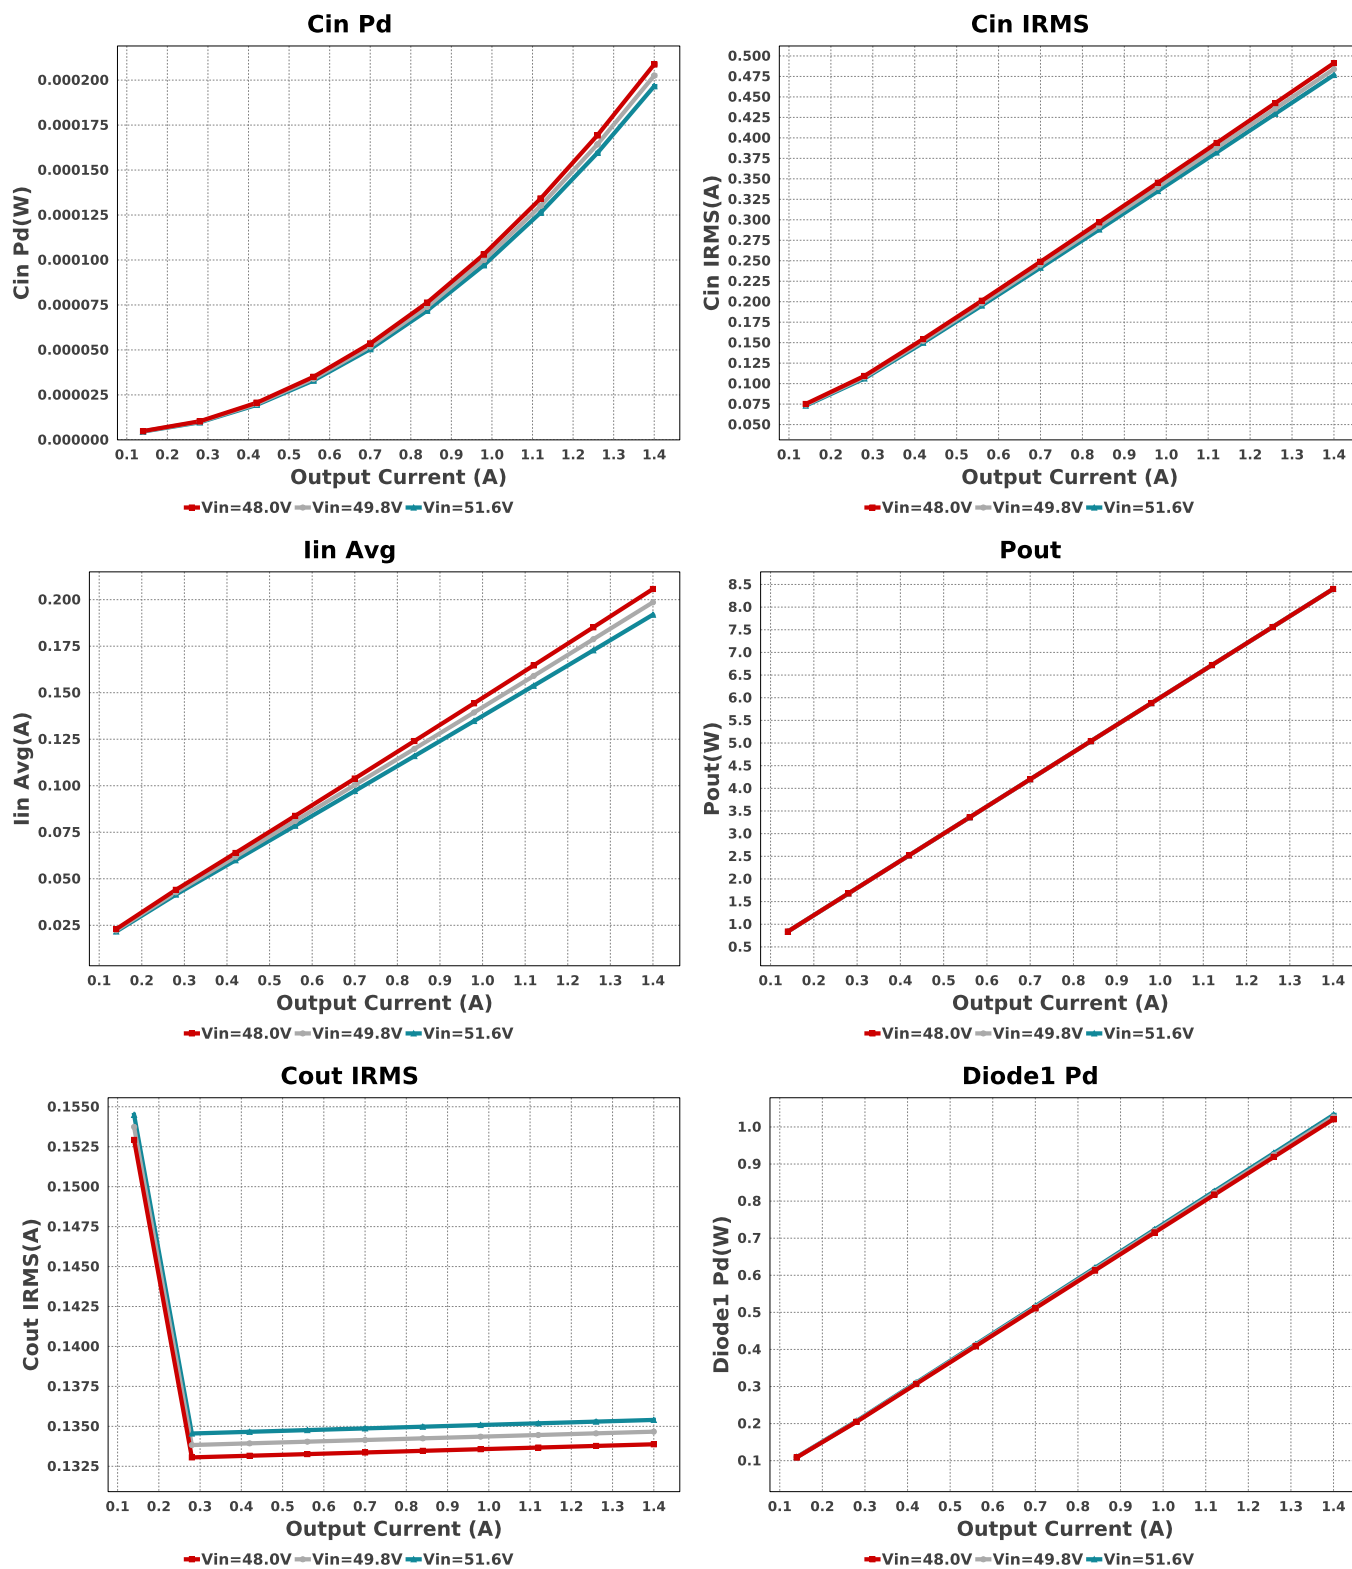 Cin Pd
Cin Pd(W)
0.000200
0.000175
0.000150
0.000125
0.000100
0.000075
0.000050
0.000025
0.000000
0.1 0.2 0.3 0.4 0.5 0.6 0.7 0.8 0.9 1.0 1.1 1.2 1.3 1.4
Output Current (A)
Vin=48.0V Vin=49.8V Vin=51.6V
Cin IRMS
Cin IRMS(A)
0.500
0.475
0.450
0.425
0.400
0.375
0.350
0.325
0.300
0.275
0.250
0.225
0.200
0.175
0.150
0.125
0.100
0.075
0.050
0.1 0.2 0.3 0.4 0.5 0.6 0.7 0.8 0.9 1.0 1.1 1.2 1.3 1.4
Output Current (A)
Vin=48.0V Vin=49.8V Vin=51.6V
Iin Avg
Iin Avg(A)
0.200
0.175
0.150
0.125
0.100
0.075
0.050
0.025
0.1 0.2 0.3 0.4 0.5 0.6 0.7 0.8 0.9 1.0 1.1 1.2 1.3 1.4
Output Current (A)
Vin=48.0V Vin=49.8V Vin=51.6V
Pout
Pout(W)
8.5
8.0
7.5
7.0
6.5
6.0
5.5
5.0
4.5
4.0
3.5
3.0
2.5
2.0
1.5
1.0
0.5
0.1 0.2 0.3 0.4 0.5 0.6 0.7 0.8 0.9 1.0 1.1 1.2 1.3 1.4
Output Current (A)
Vin=48.0V Vin=49.8V Vin=51.6V
Cout IRMS
Cout IRMS(A)
0.1550
0.1525
0.1500
0.1475
0.1450
0.1425
0.1400
0.1375
0.1350
0.1325
0.1 0.2 0.3 0.4 0.5 0.6 0.7 0.8 0.9 1.0 1.1 1.2 1.3 1.4
Output Current (A)
Vin=48.0V Vin=49.8V Vin=51.6V
Diode1 Pd
Diode1 Pd(W)
1.0
0.9
0.8
0.7
0.6
0.5
0.4
0.3
0.2
0.1
0.1 0.2 0.3 0.4 0.5 0.6 0.7 0.8 0.9 1.0 1.1 1.2 1.3 1.4
Output Current (A)
Vin=48.0V Vin=49.8V Vin=51.6V